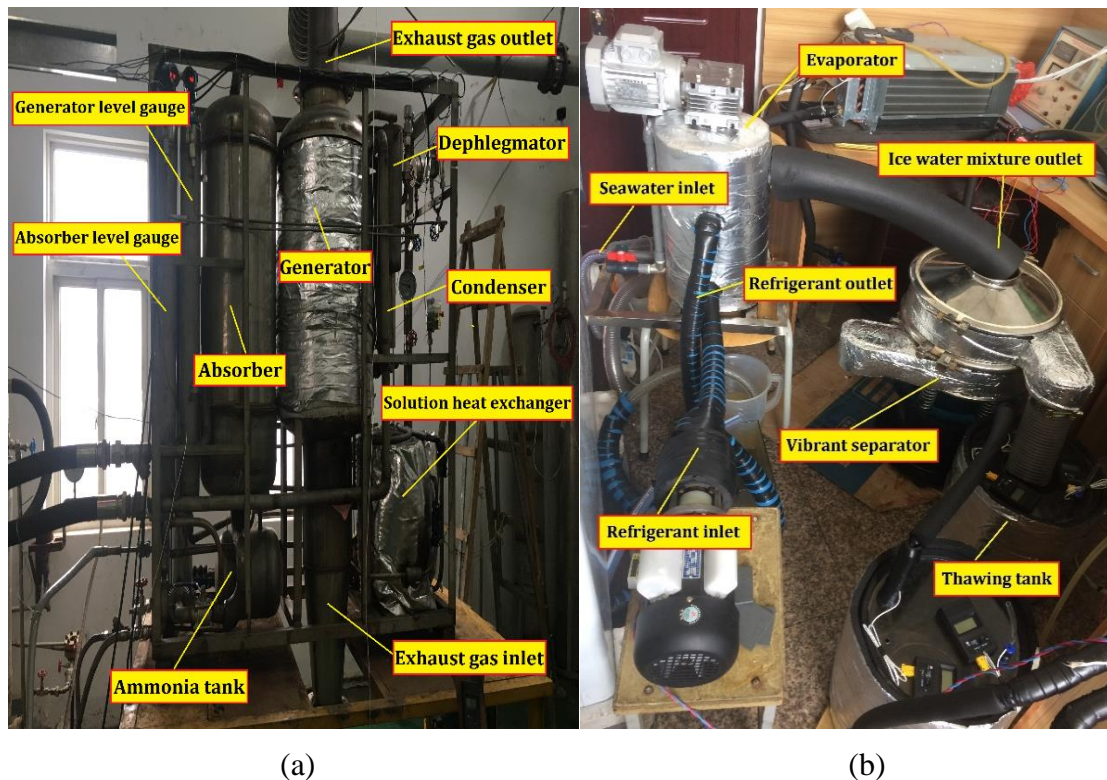 Exhaust gas outlet
Generator level gauge
Dephlegmator
Absorber level gauge
Generator
Condenser
Absorber
Solution heat exchanger
Ammonia tank
Exhaust gas inlet
(a)
Evaporator
Ice water mixture outlet
Seawater inlet
Refrigerant outlet
Vibrant separator
Refrigerant inlet
Thawing tank
(b)